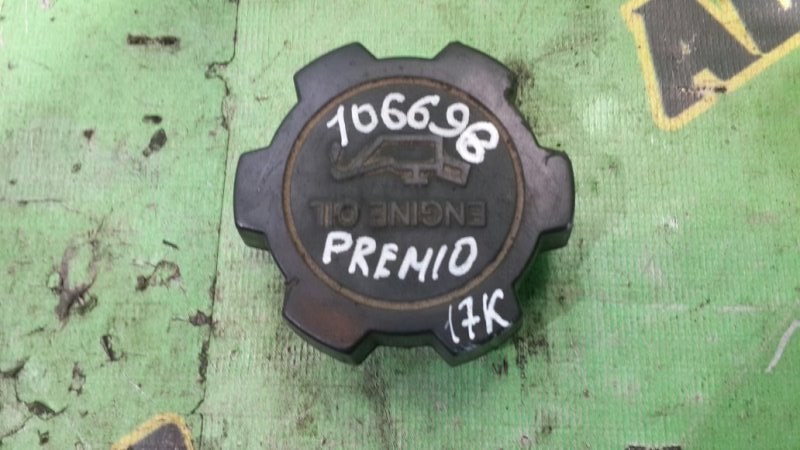 106698
ENGINE OIL
PREMIO
17K